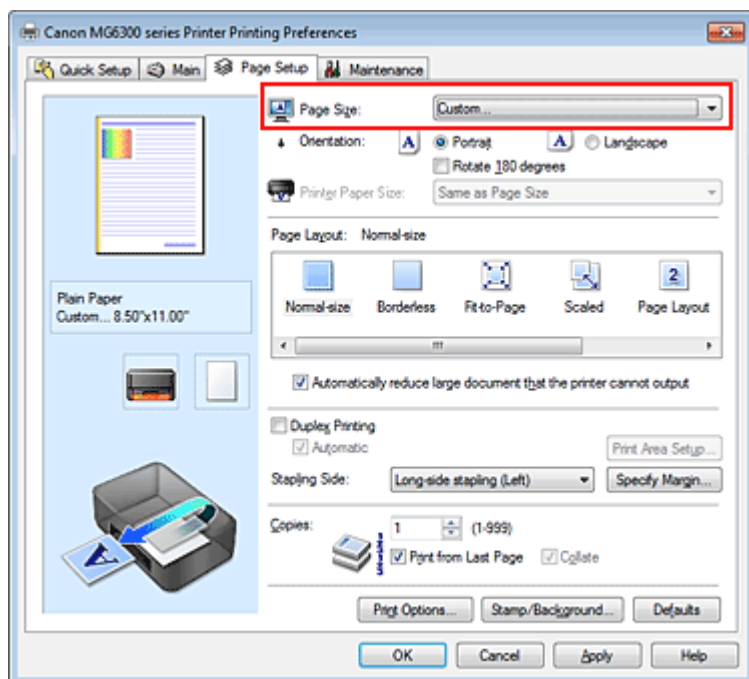 Canon MG6300 series Printer Printing Preferences
Quick Setup Main Page Setup Maintenance
Page Size: Custom...
Orientation: A Portrait A Landscape
Rotate 180 degrees
Printer Paper Size: Same as Page Size
Page Layout: Normal-size
2
Normal-size Borderless Fit-to-Page Scaled Page Layout
Plain Paper
Custom... 8.50"x11.00"
Automatically reduce large document that the printer cannot output
Duplex Printing
Automatic Print Area Setup...
Stapling Side: Long-side stapling (Left) Specify Margin...
Copies: 1 (1-999)
Print from Last Page Collate
A
Print Options... Stamp/Background... Defaults
OK Cancel Apply Help